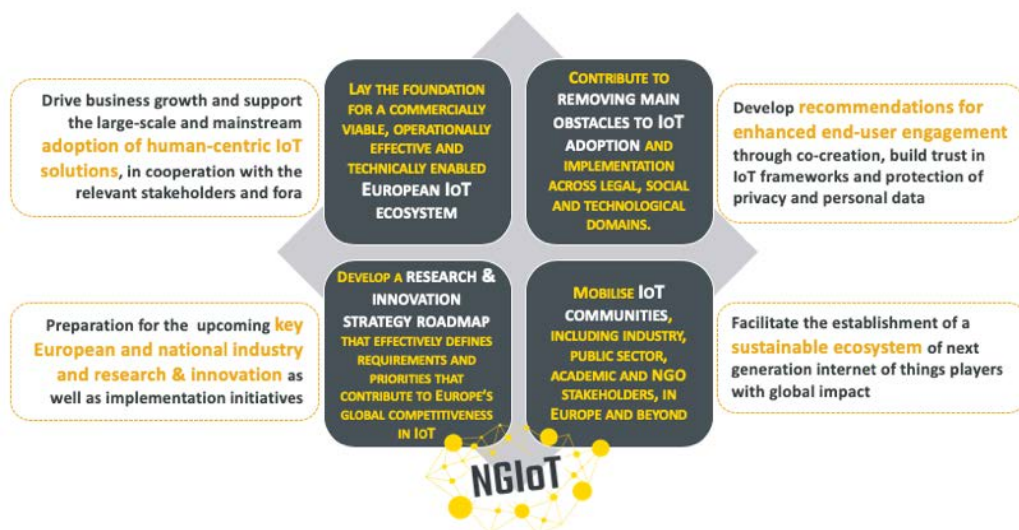 Drive business growth and support
the large-scale and mainstream
adoption of human-centric IoT
solutions, in cooperation with the
relevant stakeholders and fora
LAY THE FOUNDATION
FOR A COMMERCIALLY
VIABLE, OPERATIONALLY
EFFECTIVE AND
TECHNICALLY ENABLED
EUROPEAN IOT
ECOSYSTEM
CONTRIBUTE TO
REMOVING MAIN
OBSTACLES TO IOT
ADOPTION AND
IMPLEMENTATION
ACROSS LEGAL, SOCIAL
AND TECHNOLOGICAL
DOMAINS.
Develop recommendations for
enhanced end-user engagement
through co-creation, build trust in
IoT frameworks and protection of
privacy and personal data
Preparation for the upcoming key
European and national industry
and research & innovation as
well as implementation initiatives
DEVELOP A RESEARCH &
INNOVATION
STRATEGY ROADMAP
THAT EFFECTIVELY DEFINES
REQUIREMENTS AND
PRIORITIES THAT
CONTRIBUTE TO EUROPE'S
GLOBAL COMPETITIVENESS
IN IOT
MOBILISE IOT
COMMUNITIES,
INCLUDING INDUSTRY,
PUBLIC SECTOR,
ACADEMIC AND NGO
STAKEHOLDERS, IN
EUROPE AND BEYOND
Facilitate the establishment of a
sustainable ecosystem of next
generation internet of things players
with global impact
NGIoT